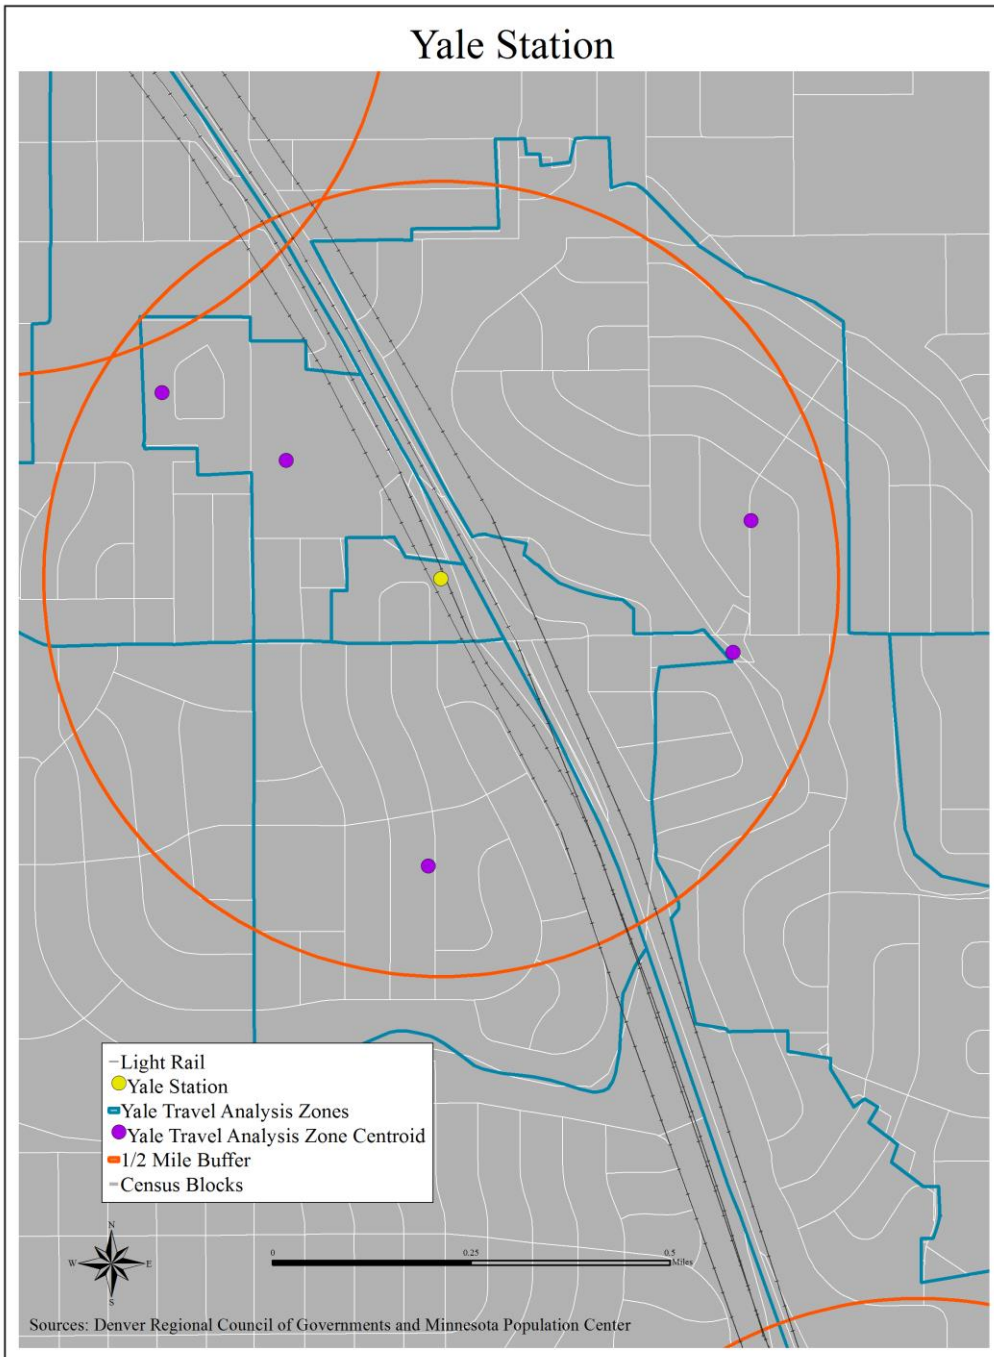 Yale Station
Light Rail
Yale Station
Yale Travel Analysis Zones
Yale Travel Analysis Zone Centroid
1/2 Mile Buffer
Census Blocks
N
W E
S
0 0.25 0.5
Miles
Sources: Denver Regional Council of Governments and Minnesota Population Center